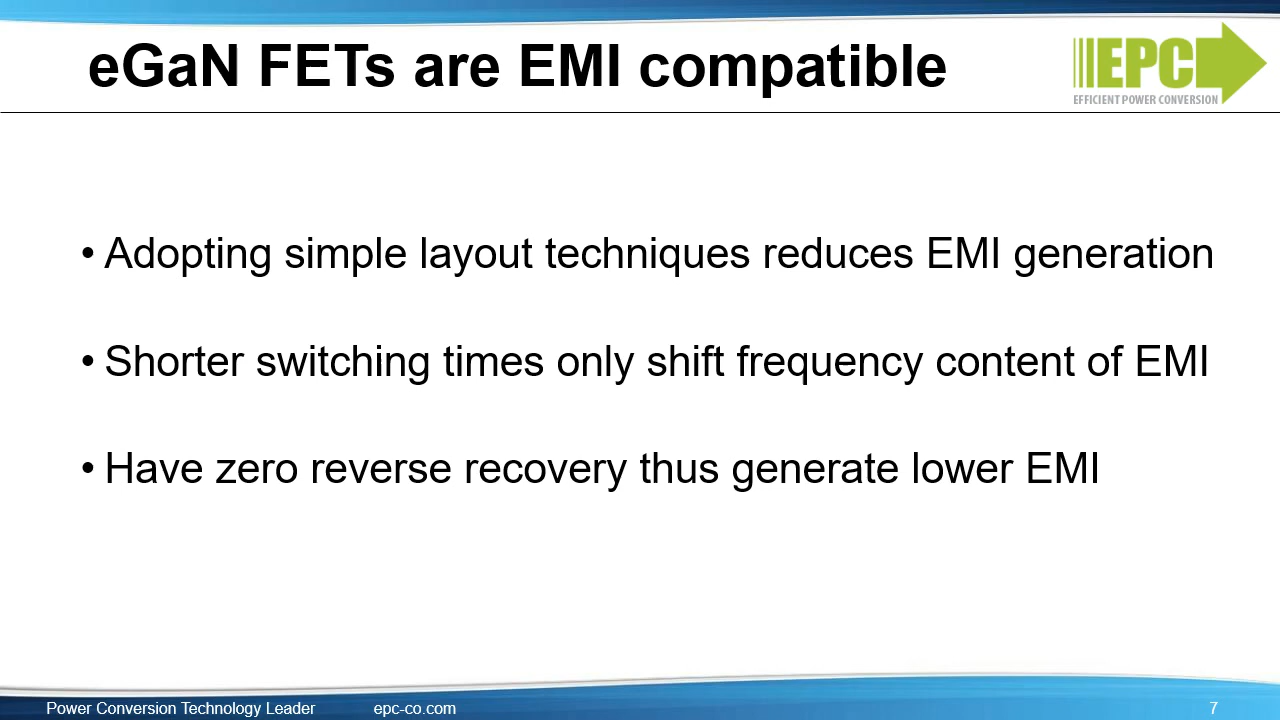 eGaN FETs are EMI compatible
EPC
EFFICIENT POWER CONVERSION
• Adopting simple layout techniques reduces EMI generation
• Shorter switching times only shift frequency content of EMI
• Have zero reverse recovery thus generate lower EMI
Power Conversion Technology Leader epc-co.com 7